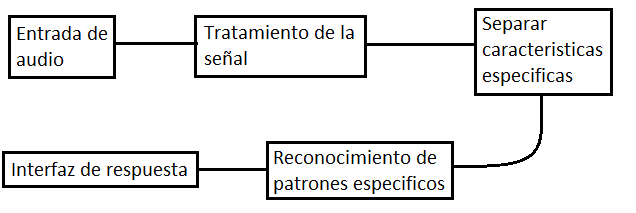 Entrada de
audio
Tratamiento de la
señal
Separar
caracteristicas
especificas
Reconocimiento de
patrones especificos
Interfaz de respuesta